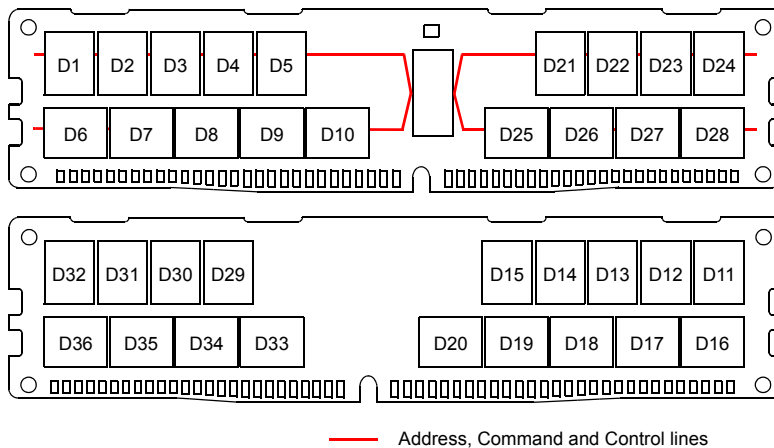 D1 D2 D3 D4 D5 D21 D22 D23 D24
D6 D7 D8 D9 D10 D25 D26 D27 D28
D32 D31 D30 D29 D15 D14 D13 D12 D11
D36 D35 D34 D33 D20 D19 D18 D17 D16
Address, Command and Control lines